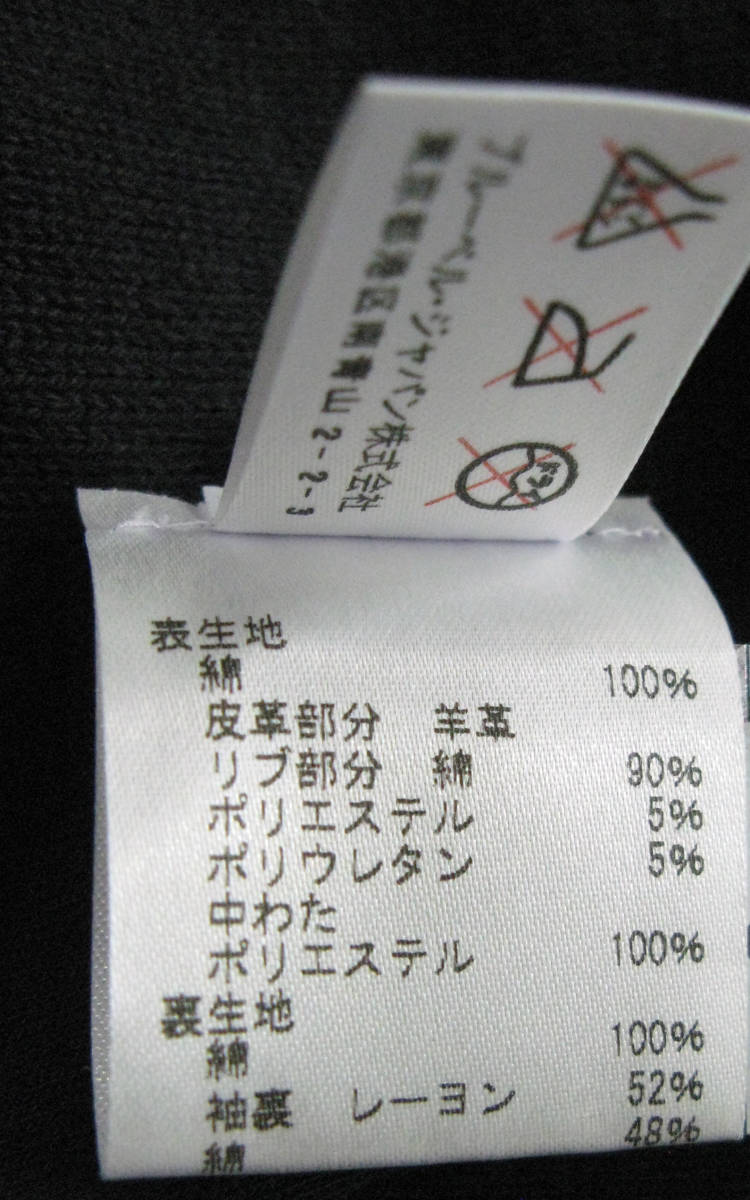 ブルーベル・ジャパン株式会社
東京都港区南青山2-2-3
ドライ
表生地
綿 100%
皮革部分 羊革
リブ部分 綿 90%
ポリエステル 5%
ポリウレタン 5%
中わた
ポリエステル 100%
裏生地
綿 100%
袖裏 レーヨン 52%
綿 48%